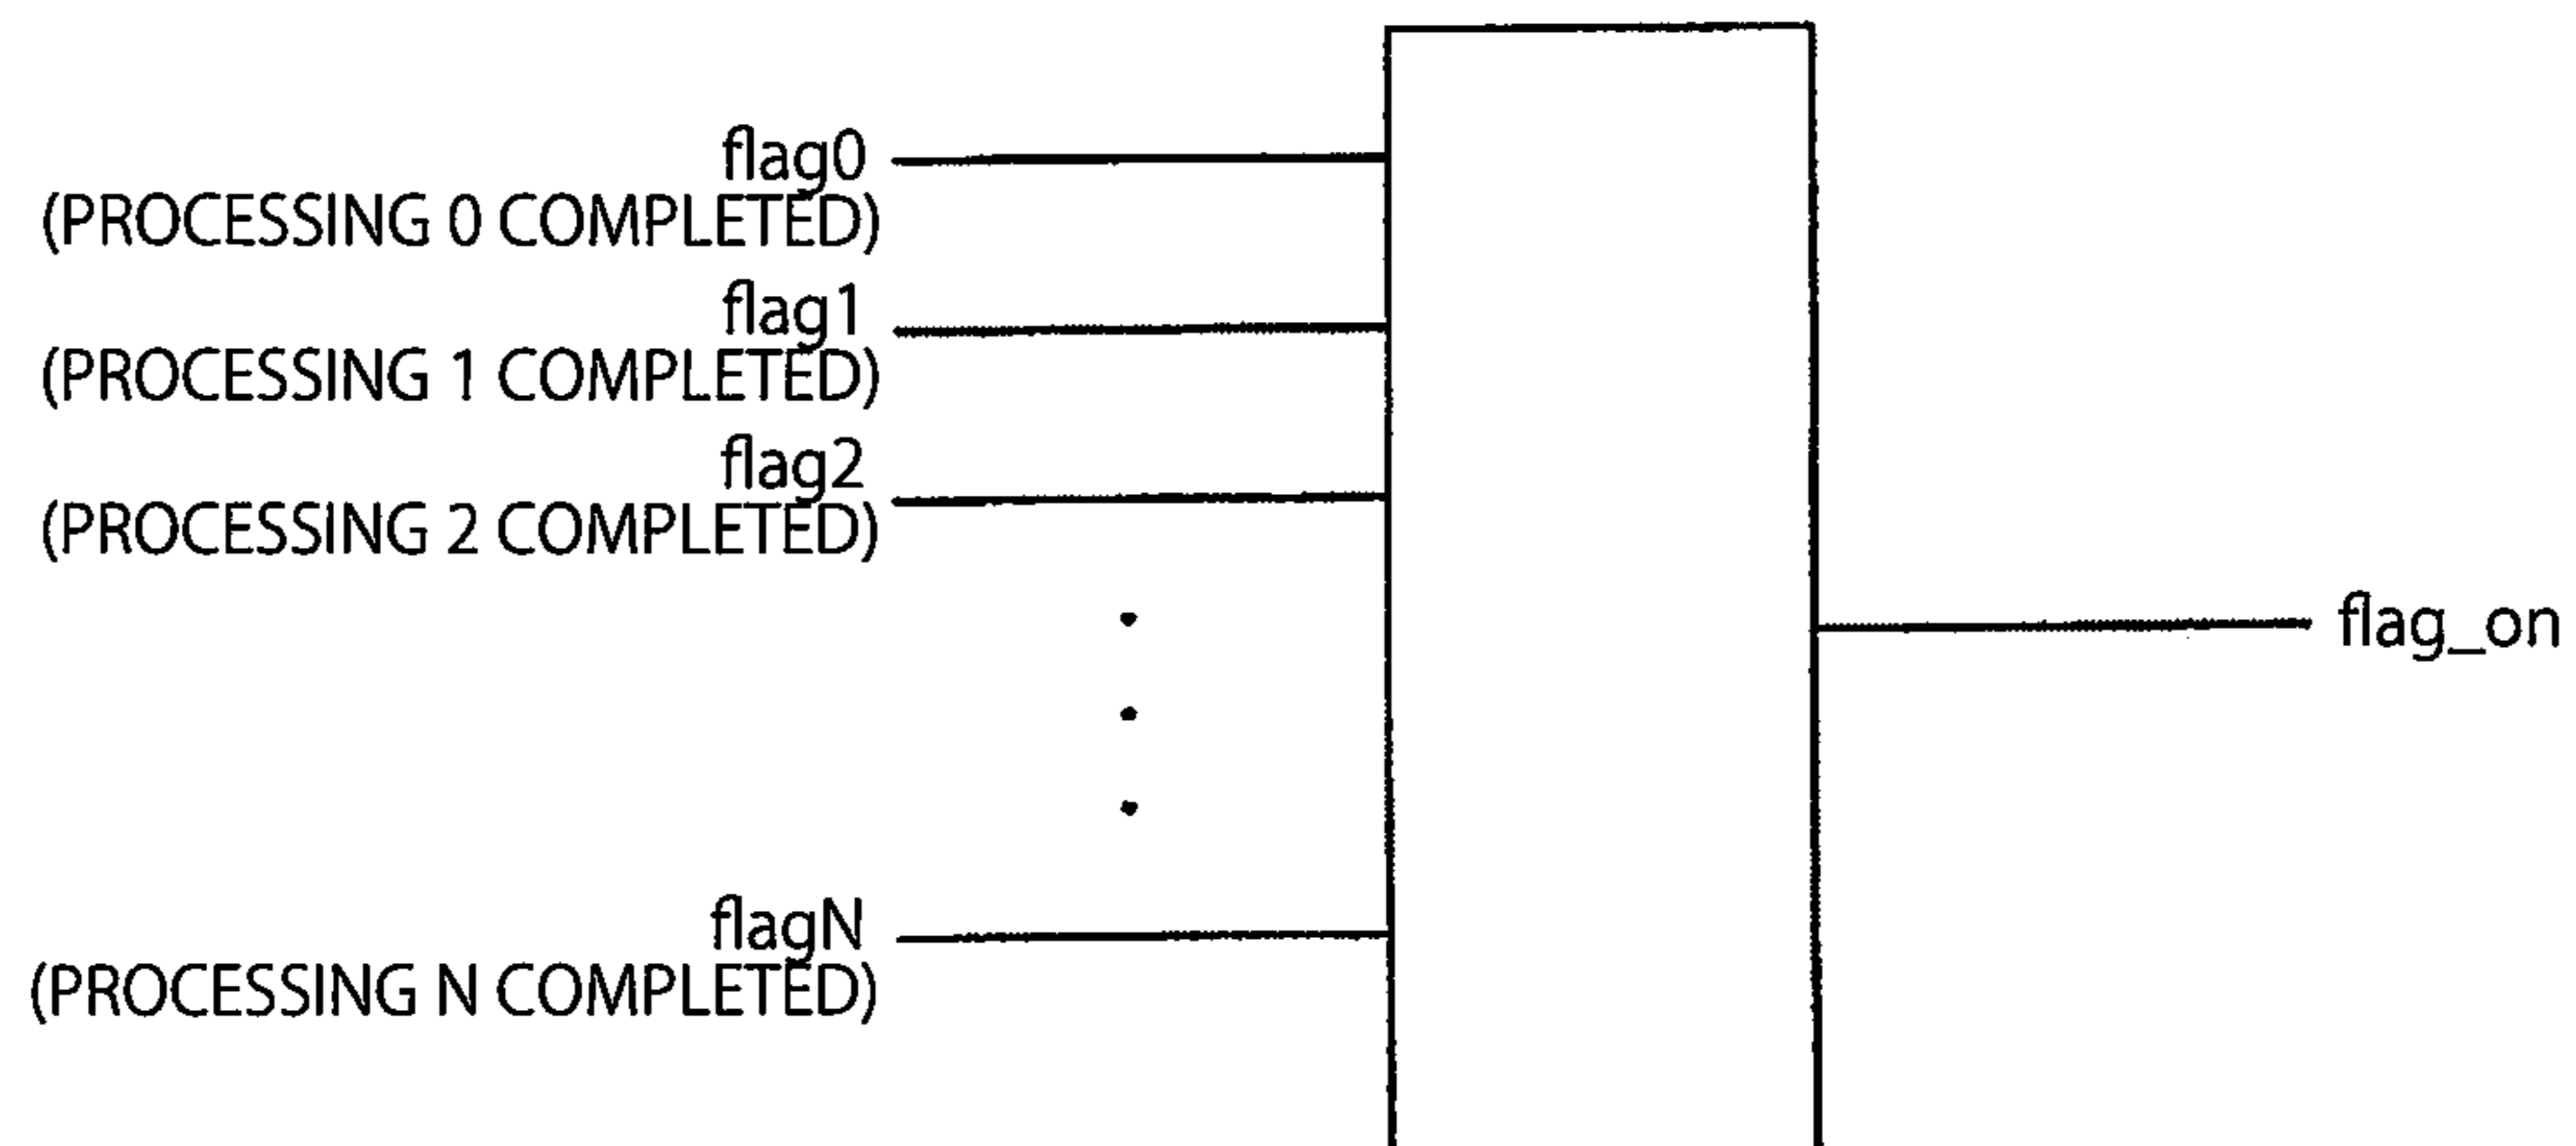 flag0
(PROCESSING 0 COMPLETED)
flag1
(PROCESSING 1 COMPLETED)
flag2
(PROCESSING 2 COMPLETED)
flag_on
flagN
(PROCESSING N COMPLETED)